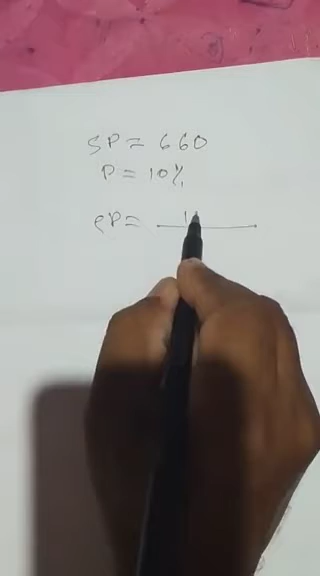 SP = 660
P = 10%
CP =